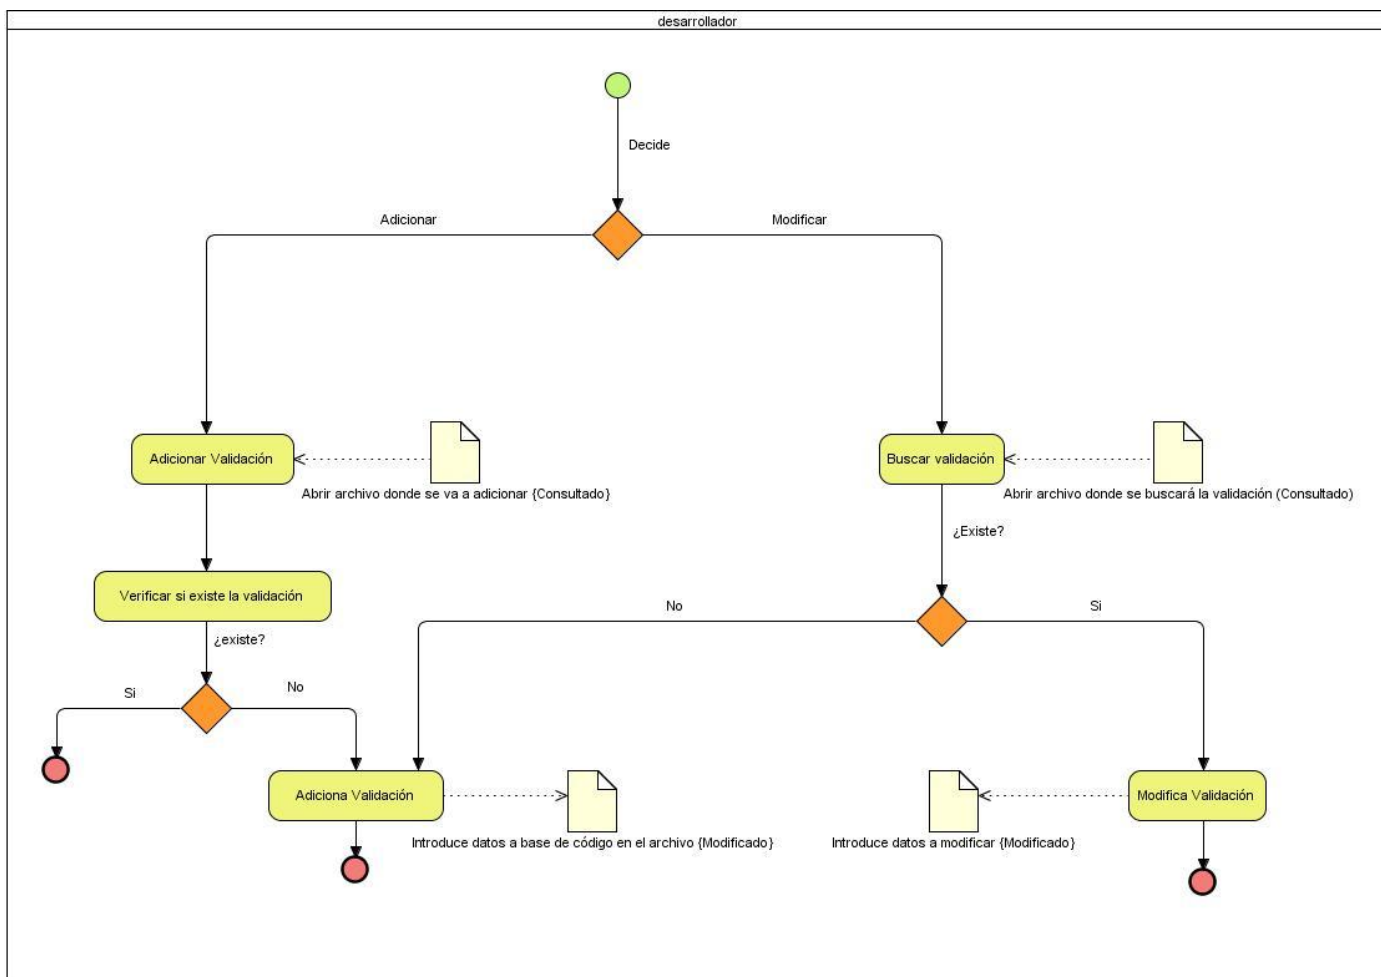 desarrollador
Decide
Adicionar
Modificar
Adicionar Validación
Abrir archivo donde se va a adicionar {Consultado}
Buscar validación
Abrir archivo donde se buscará la validación (Consultado)
¿Existe?
Verificar si existe la validación
No
Si
¿existe?
Si
No
Adiciona Validación
Modifica Validación
Introduce datos a base de código en el archivo {Modificado}
Introduce datos a modificar {Modificado}